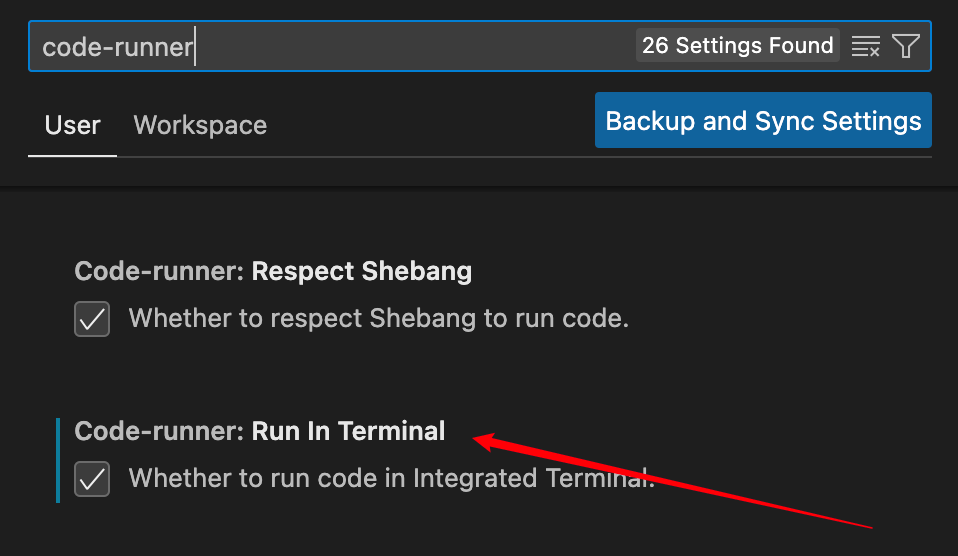 code-runner
26 Settings Found
User
Workspace
Backup and Sync Settings
Code-runner: Respect Shebang
Whether to respect Shebang to run code.
Code-runner: Run In Terminal
Whether to run code in Integrated Terminal.